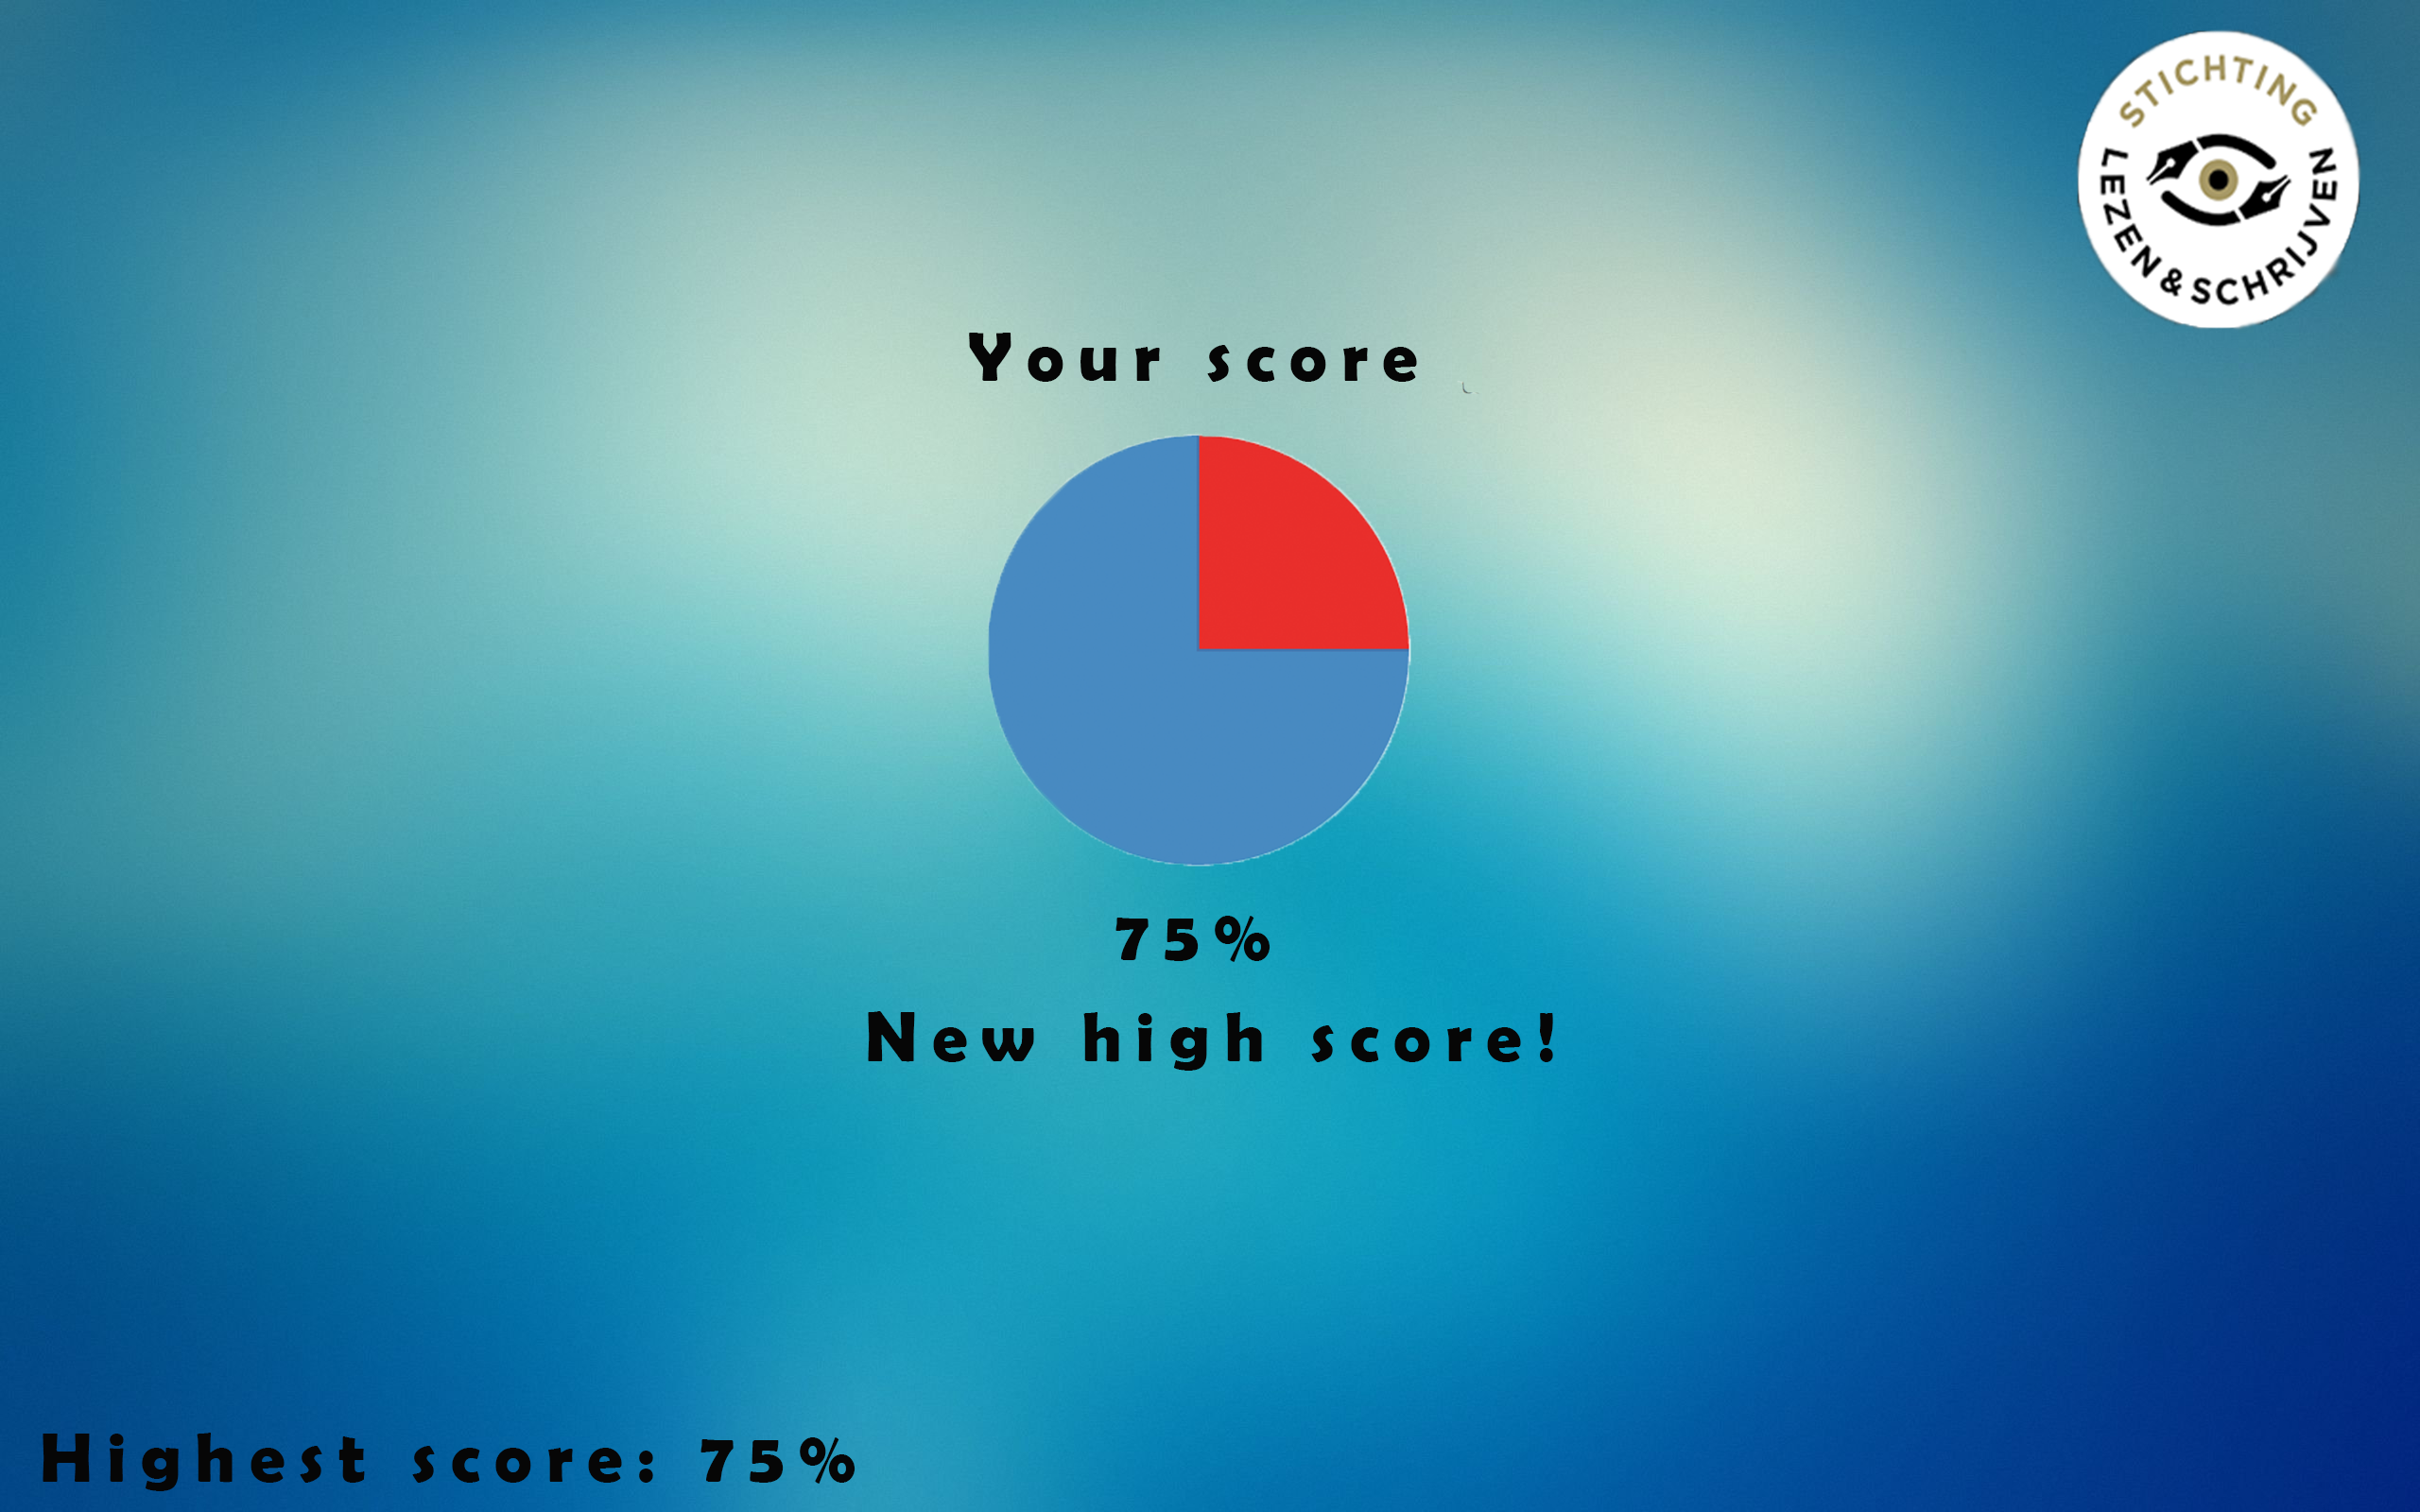 STICHTING
LEZEN & SCHRIJVEN
Your score
75%
New high score!
Highest score: 75%